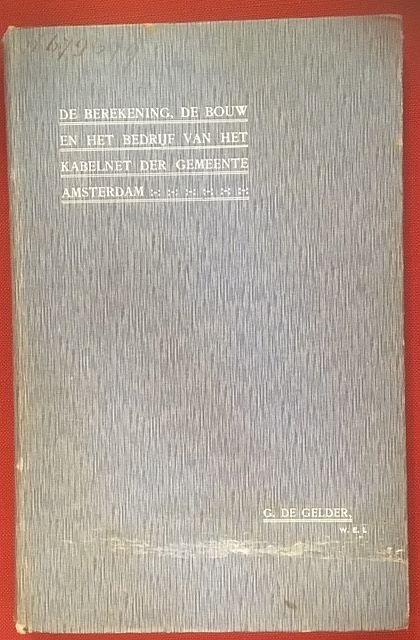 DE BEREKENING, DE BOUW
EN HET BEDRIJF VAN HET
KABELNET DER GEMEENTE
AMSTERDAM
G. DE GELDER,
W. E. I.